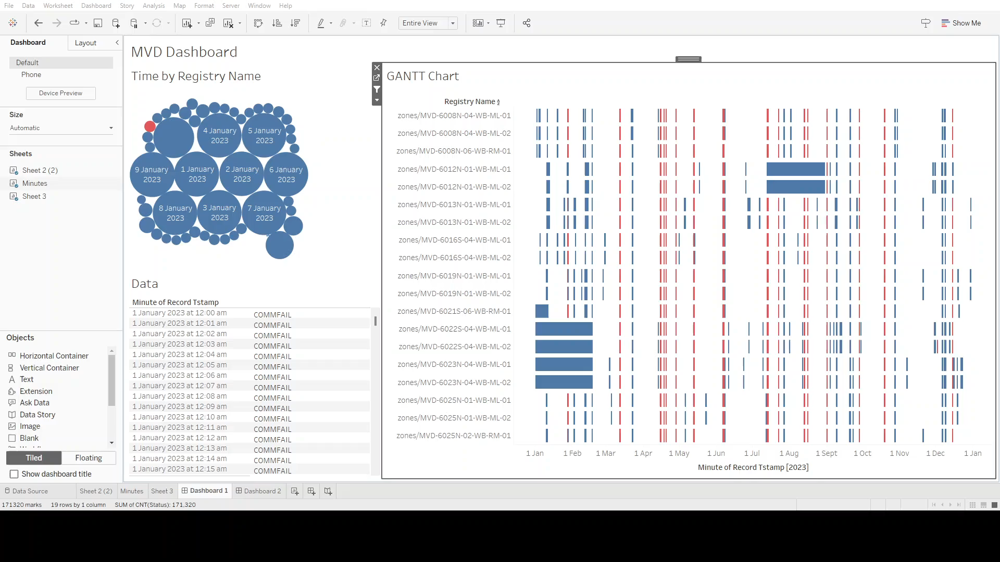 File Data Worksheet Dashboard Story Analysis Map Format Server Window Help
Entire View
Show Me
Dashboard
Layout
Default
Phone
Device Preview
Size
Automatic
Sheets
Sheet 2 (2)
Minutes
Sheet 3
Objects
Horizontal Container
Vertical Container
Text
Extension
Ask Data
Data Story
Image
Blank
Tiled
Floating
Show dashboard title
MVD Dashboard
Time by Registry Name
4 January
2023
5 January
2023
9 January
2023
1 January
2023
2 January
2023
6 January
2023
8 January
2023
3 January
2023
7 January
2023
Data
Minute of Record Tstamp
1 January 2023 at 12:00 am COMMFAIL
1 January 2023 at 12:01 am COMMFAIL
1 January 2023 at 12:02 am COMMFAIL
1 January 2023 at 12:03 am COMMFAIL
1 January 2023 at 12:04 am COMMFAIL
1 January 2023 at 12:05 am COMMFAIL
1 January 2023 at 12:06 am COMMFAIL
1 January 2023 at 12:07 am COMMFAIL
1 January 2023 at 12:08 am COMMFAIL
1 January 2023 at 12:09 am COMMFAIL
1 January 2023 at 12:10 am COMMFAIL
1 January 2023 at 12:11 am COMMFAIL
1 January 2023 at 12:12 am COMMFAIL
1 January 2023 at 12:13 am COMMFAIL
1 January 2023 at 12:14 am COMMFAIL
1 January 2023 at 12:15 am COMMFAIL
GANTT Chart
Registry Name
zones/MVD-6008N-04-WB-ML-01
zones/MVD-6008N-04-WB-ML-02
zones/MVD-6008N-06-WB-RM-01
zones/MVD-6012N-01-WB-ML-01
zones/MVD-6012N-01-WB-ML-02
zones/MVD-6013N-01-WB-ML-01
zones/MVD-6013N-01-WB-ML-02
zones/MVD-6016S-04-WB-ML-01
zones/MVD-6016S-04-WB-ML-02
zones/MVD-6019N-01-WB-ML-01
zones/MVD-6019N-01-WB-ML-02
zones/MVD-6021S-06-WB-RM-01
zones/MVD-6022S-04-WB-ML-01
zones/MVD-6022S-04-WB-ML-02
zones/MVD-6023N-04-WB-ML-01
zones/MVD-6023N-04-WB-ML-02
zones/MVD-6025N-01-WB-ML-01
zones/MVD-6025N-01-WB-ML-02
zones/MVD-6025N-02-WB-RM-01
1 Jan 1 Feb 1 Mar 1 Apr 1 May 1 Jun 1 Jul 1 Aug 1 Sept 1 Oct 1 Nov 1 Dec 1 Jan
Minute of Record Tstamp [2023]
Data Source Sheet 2 (2) Minutes Sheet 3 Dashboard 1 Dashboard 2
171320 marks 19 rows by 1 column SUM of CNT(Status): 171,320